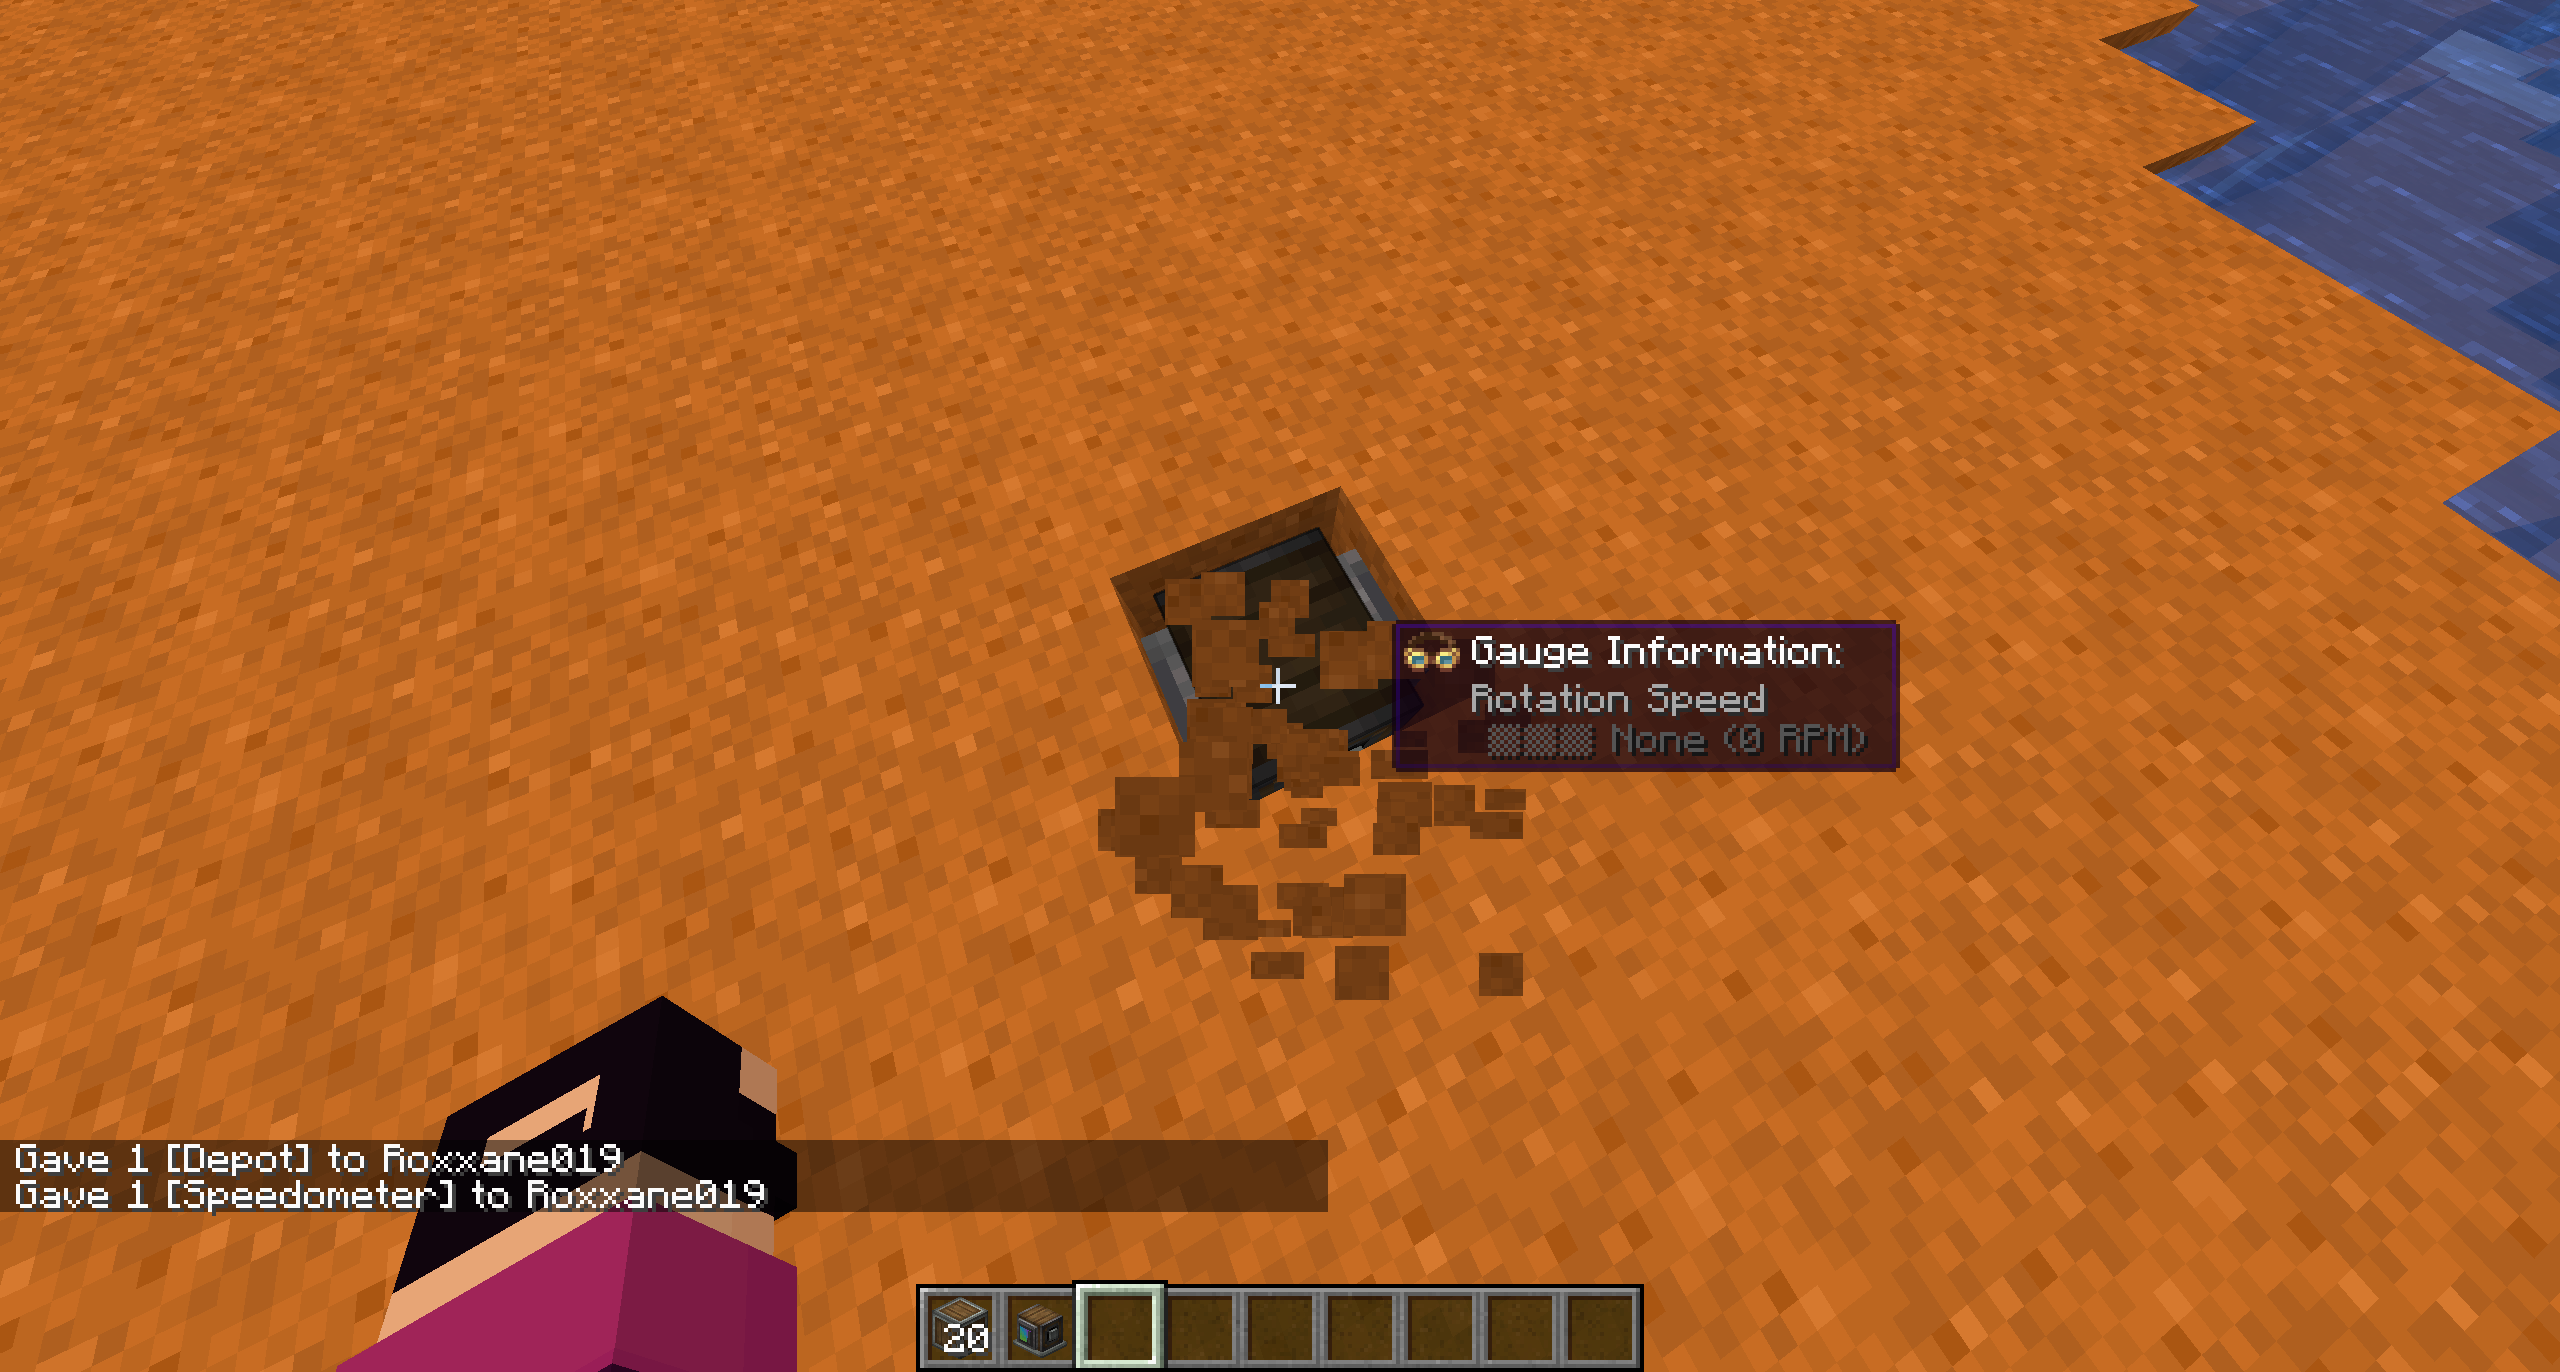 Gauge Information:
Rotation Speed
None (0 RPM)
Gave 1 [Depot] to Roxxane019
Gave 1 [Speedometer] to Roxxane019
20